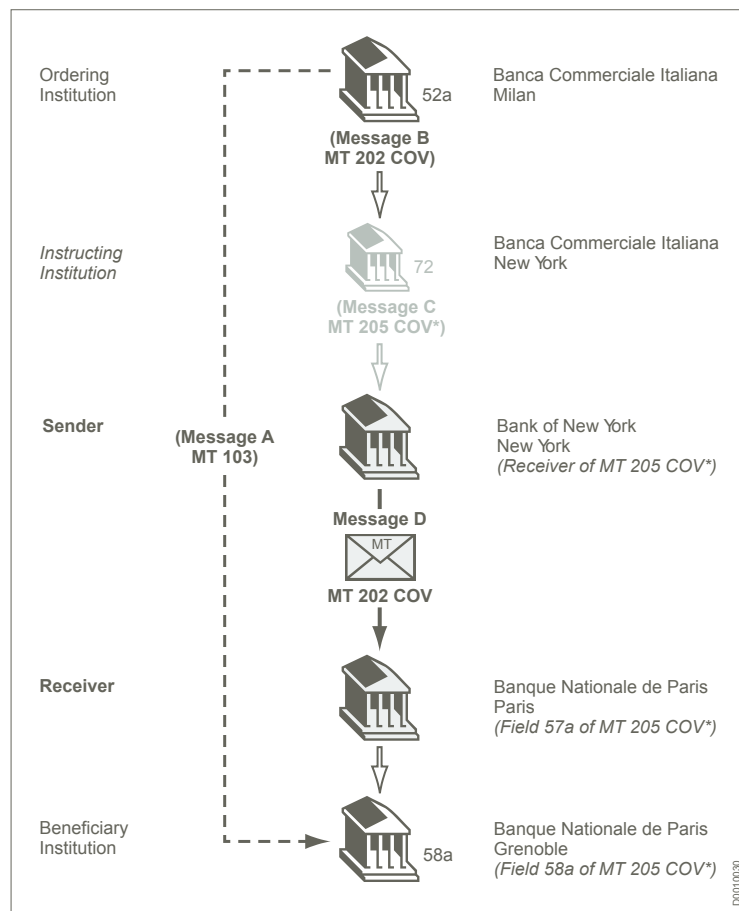 Ordering
Institution
52a
Banca Commerciale Italiana
Milan
(Message B
MT 202 COV)
Instructing
Institution
72
Banca Commerciale Italiana
New York
(Message C
MT 205 COV*)
Sender
(Message A
MT 103)
Bank of New York
New York
(Receiver of MT 205 COV*)
Message D
MT
MT 202 COV
Receiver
Banque Nationale de Paris
Paris
(Field 57a of MT 205 COV*)
Beneficiary
Institution
58a
Banque Nationale de Paris
Grenoble
(Field 58a of MT 205 COV*)
D0010030